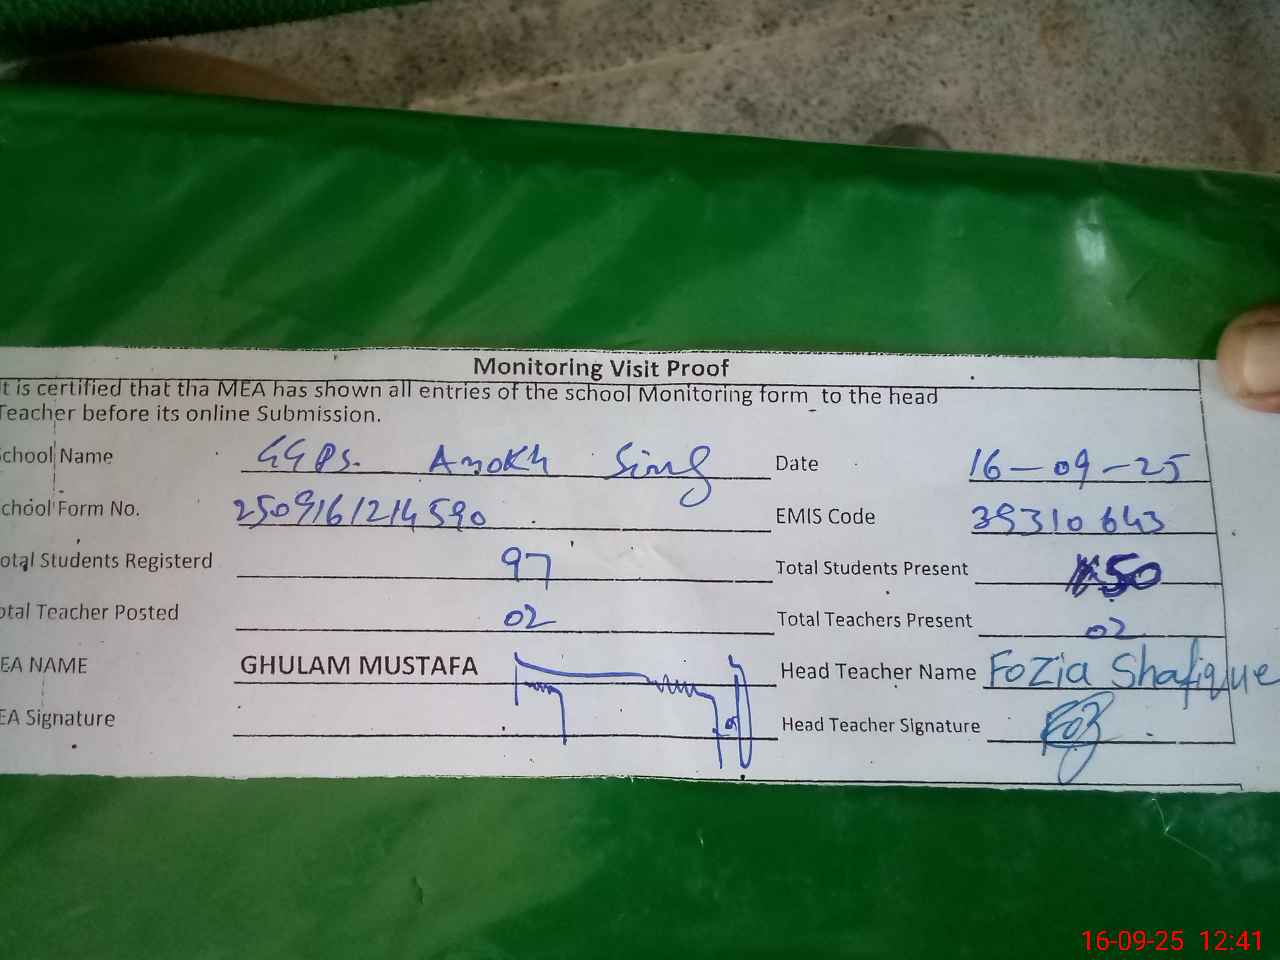 Monitoring Visit Proof
t is certified that tha MEA has shown all entries of the school Monitoring form to the head
Teacher before its online Submission.
School Name GGPS. Anokh Sing Date 16-09-25
chool Form No. 2509161214590 EMIS Code 39310643
otal Students Registerd 97 Total Students Present 50
otal Teacher Posted 02 Total Teachers Present 02
EA NAME GHULAM MUSTAFA Head Teacher Name Fozia Shafique
EA Signature Head Teacher Signature
16-09-25 12:41